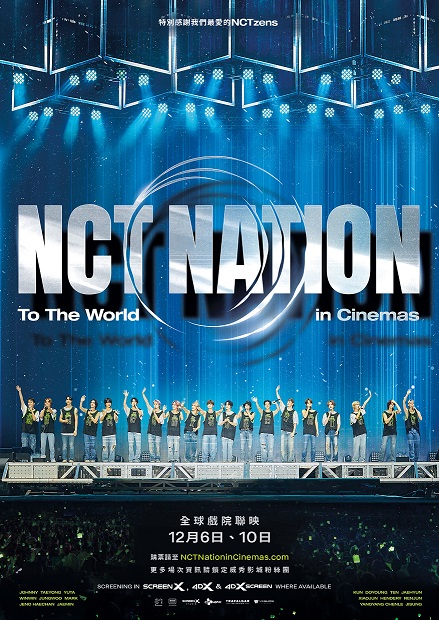 特別感謝我們最愛的NCTzens
NCT NATION
To The World in Cinemas
全球戲院聯映
12月6日、10日
購票請至 NCTNationinCinemas.com
更多場次資訊請鎖定威秀影城粉絲團
SCREENING IN SCREENX, 4DX & 4DXSCREEN WHERE AVAILABLE
JOHNNY TAEYONG YUTA
WINWIN JUNGWOO MARK
JENO HAECHAN JAEMIN
KUN DOYOUNG TEN JAEHYUN
XIAOJUN HENDERY RENJUN
YANGYANG CHENLE JISUNG
TRAFALGAR